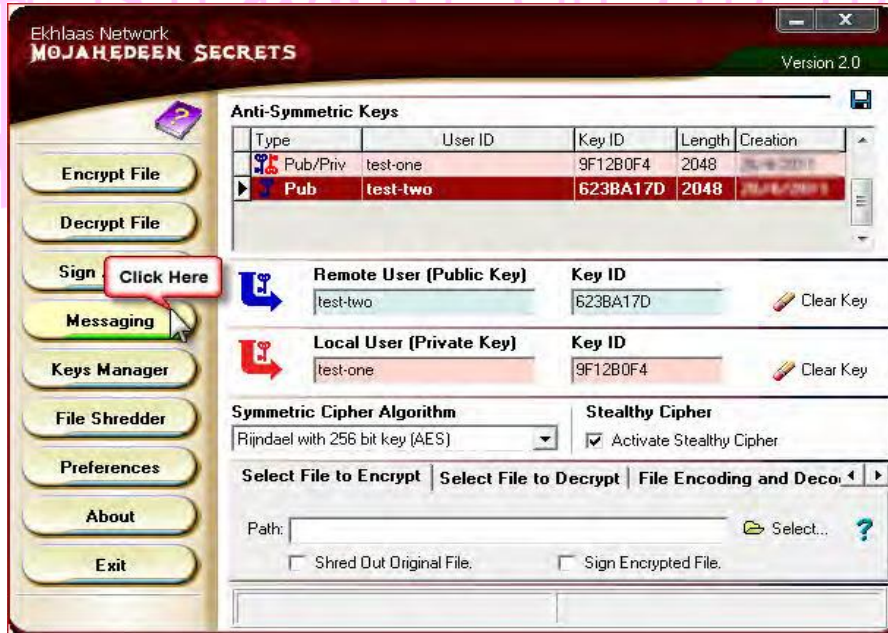 Ekhlaas Network
MOJAHEDEEN SECRETS
Version 2.0
Anti-Symmetric Keys
Type User ID Key ID Length Creation
Pub/Priv test-one 9F12B0F4 2048
Pub test-two 623BA17D 2048
Encrypt File
Decrypt File
Sign
Click Here
Messaging
Keys Manager
File Shredder
Preferences
About
Exit
Remote User (Public Key) Key ID
test-two 623BA17D Clear Key
Local User (Private Key) Key ID
test-one 9F12B0F4 Clear Key
Symmetric Cipher Algorithm Stealthy Cipher
Rijndael with 256 bit key (AES) Activate Stealthy Cipher
Select File to Encrypt Select File to Decrypt File Encoding and Deco
Path: Select... ?
Shred Out Original File. Sign Encrypted File.